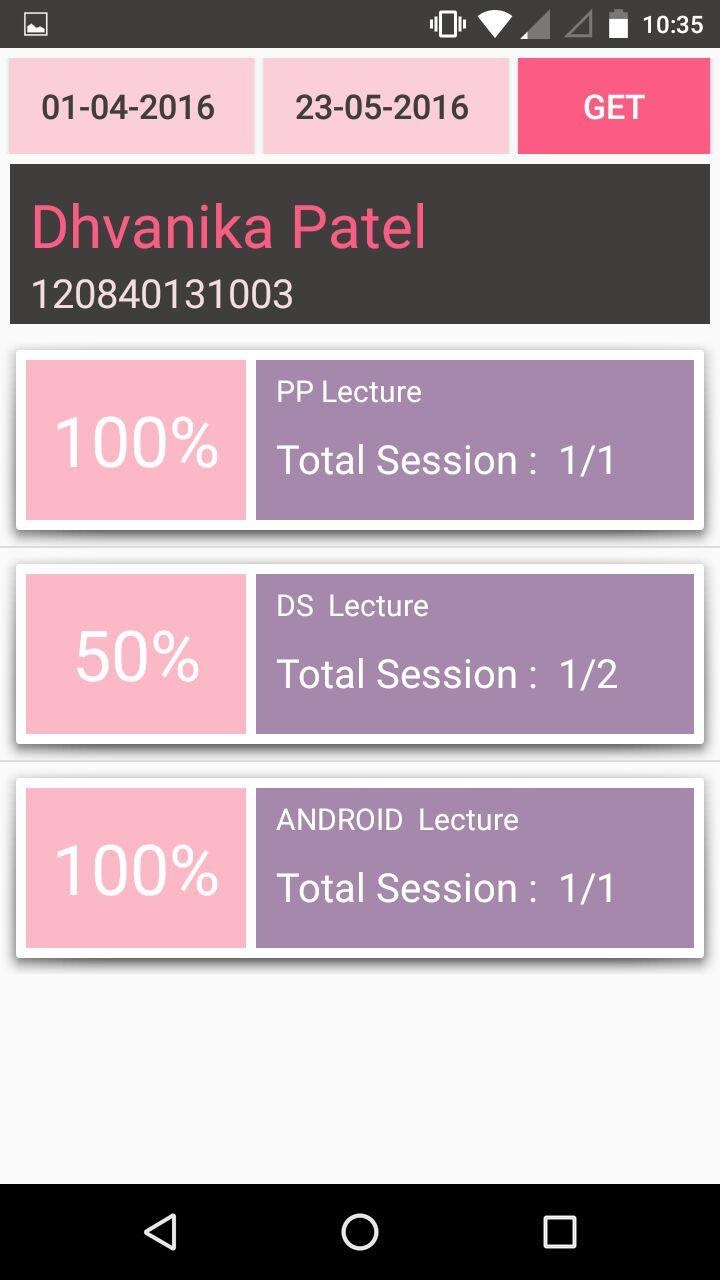 10:35
01-04-2016 23-05-2016 GET
Dhvanika Patel
120840131003
100%
PP Lecture
Total Session : 1/1
50%
DS Lecture
Total Session : 1/2
100%
ANDROID Lecture
Total Session : 1/1